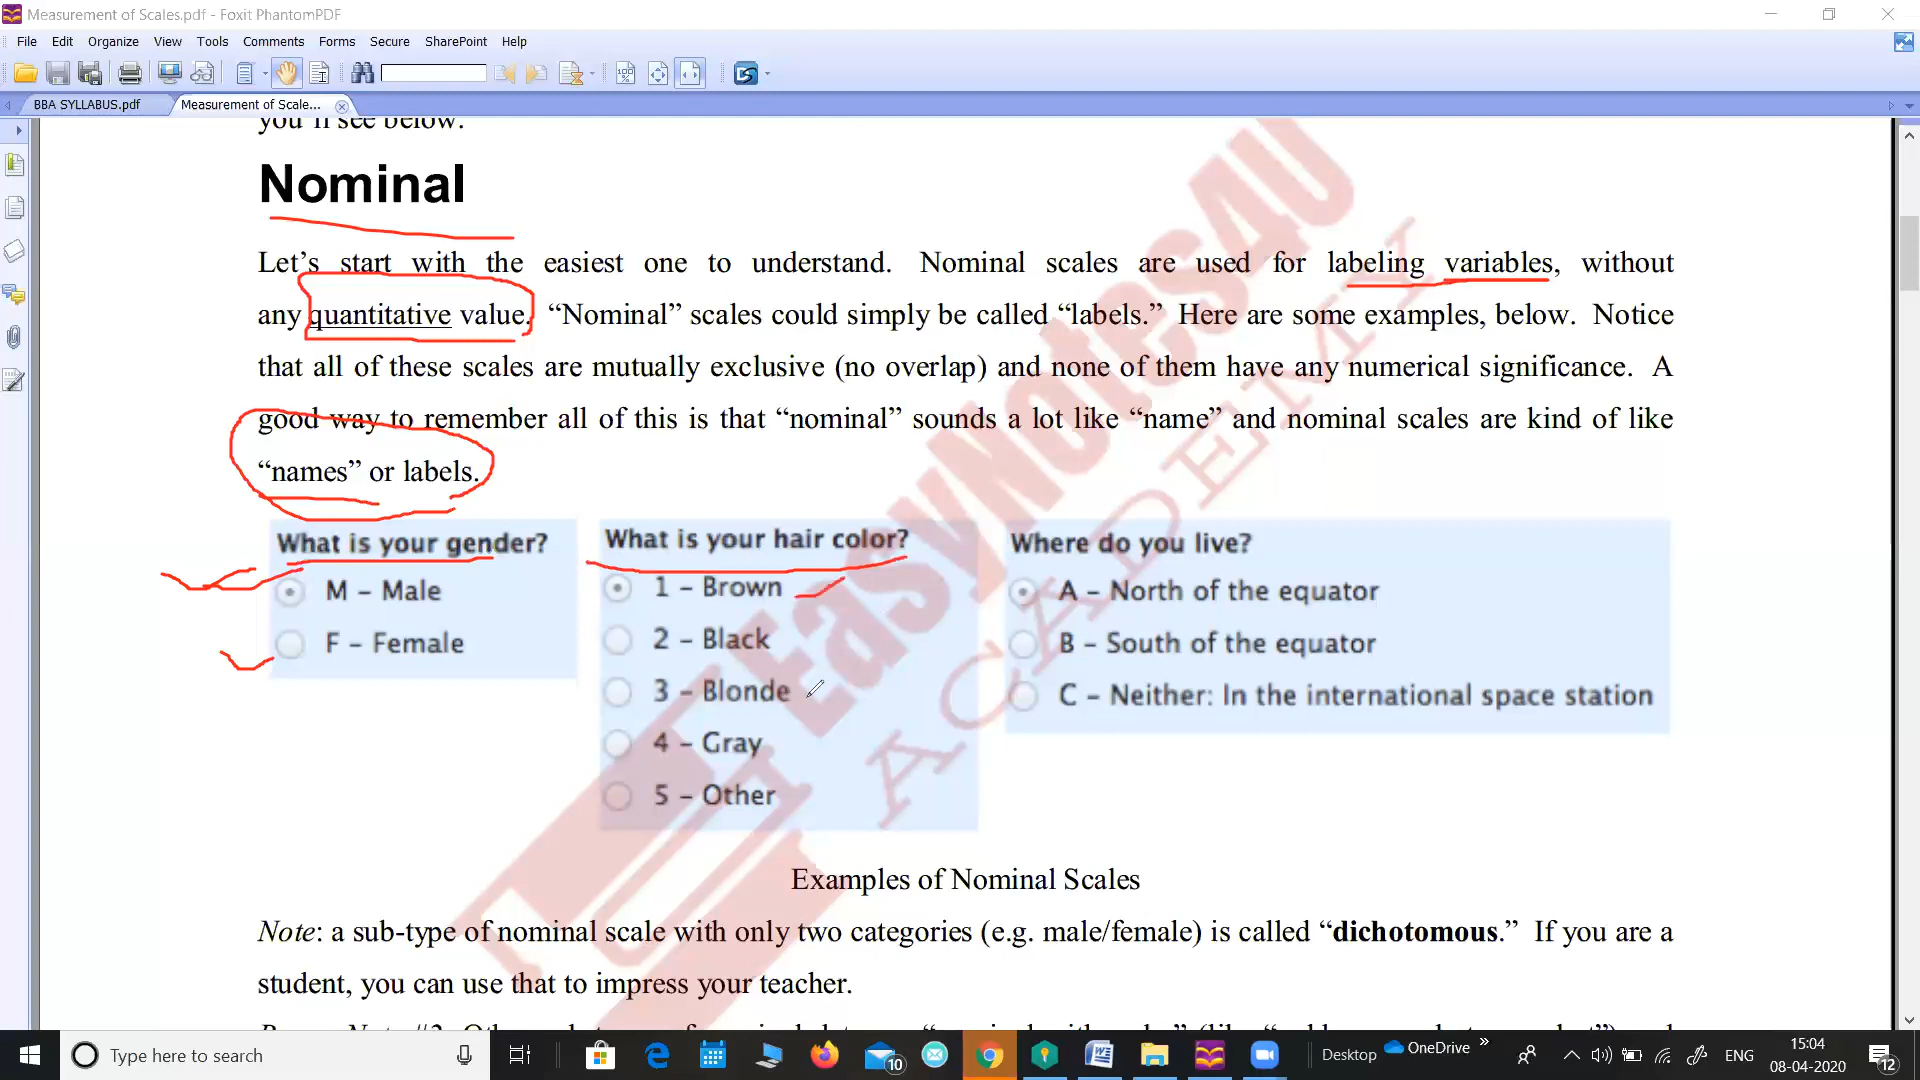 Measurement of Scales.pdf - Foxit PhantomPDF
File Edit Organize View Tools Comments Forms Secure SharePoint Help
BBA SYLLABUS.pdf Measurement of Scale...
you'll see below.
Nominal
Let’s start with the easiest one to understand. Nominal scales are used for labeling variables, without
any quantitative value. “Nominal” scales could simply be called “labels.” Here are some examples, below. Notice
that all of these scales are mutually exclusive (no overlap) and none of them have any numerical significance. A
good way to remember all of this is that “nominal” sounds a lot like “name” and nominal scales are kind of like
“names” or labels.
What is your gender?
M – Male
F – Female
What is your hair color?
1 – Brown
2 – Black
3 – Blonde
4 – Gray
5 – Other
Where do you live?
A – North of the equator
B – South of the equator
C – Neither: In the international space station
EasyNotes4U
ACADEMY
Examples of Nominal Scales
Note: a sub-type of nominal scale with only two categories (e.g. male/female) is called “dichotomous.” If you are a
student, you can use that to impress your teacher.
Type here to search
10
Desktop OneDrive »
ENG
15:04
08-04-2020
12